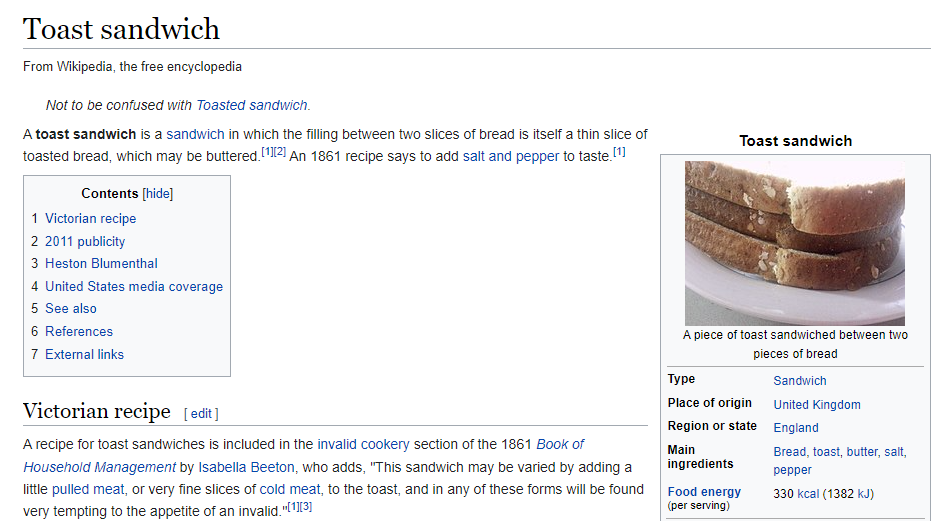 Toast sandwich
From Wikipedia, the free encyclopedia
Not to be confused with Toasted sandwich.
A toast sandwich is a sandwich in which the filling between two slices of bread is itself a thin slice of
toasted bread, which may be buttered.[1][2] An 1861 recipe says to add salt and pepper to taste.[1]
Contents [hide]
1 Victorian recipe
2 2011 publicity
3 Heston Blumenthal
4 United States media coverage
5 See also
6 References
7 External links
Victorian recipe [ edit ]
A recipe for toast sandwiches is included in the invalid cookery section of the 1861 Book of
Household Management by Isabella Beeton, who adds, "This sandwich may be varied by adding a
little pulled meat, or very fine slices of cold meat, to the toast, and in any of these forms will be found
very tempting to the appetite of an invalid."[1][3]
Toast sandwich
A piece of toast sandwiched between two
pieces of bread
Type Sandwich
Place of origin United Kingdom
Region or state England
Main ingredients Bread, toast, butter, salt,
pepper
Food energy (per serving) 330 kcal (1382 kJ)